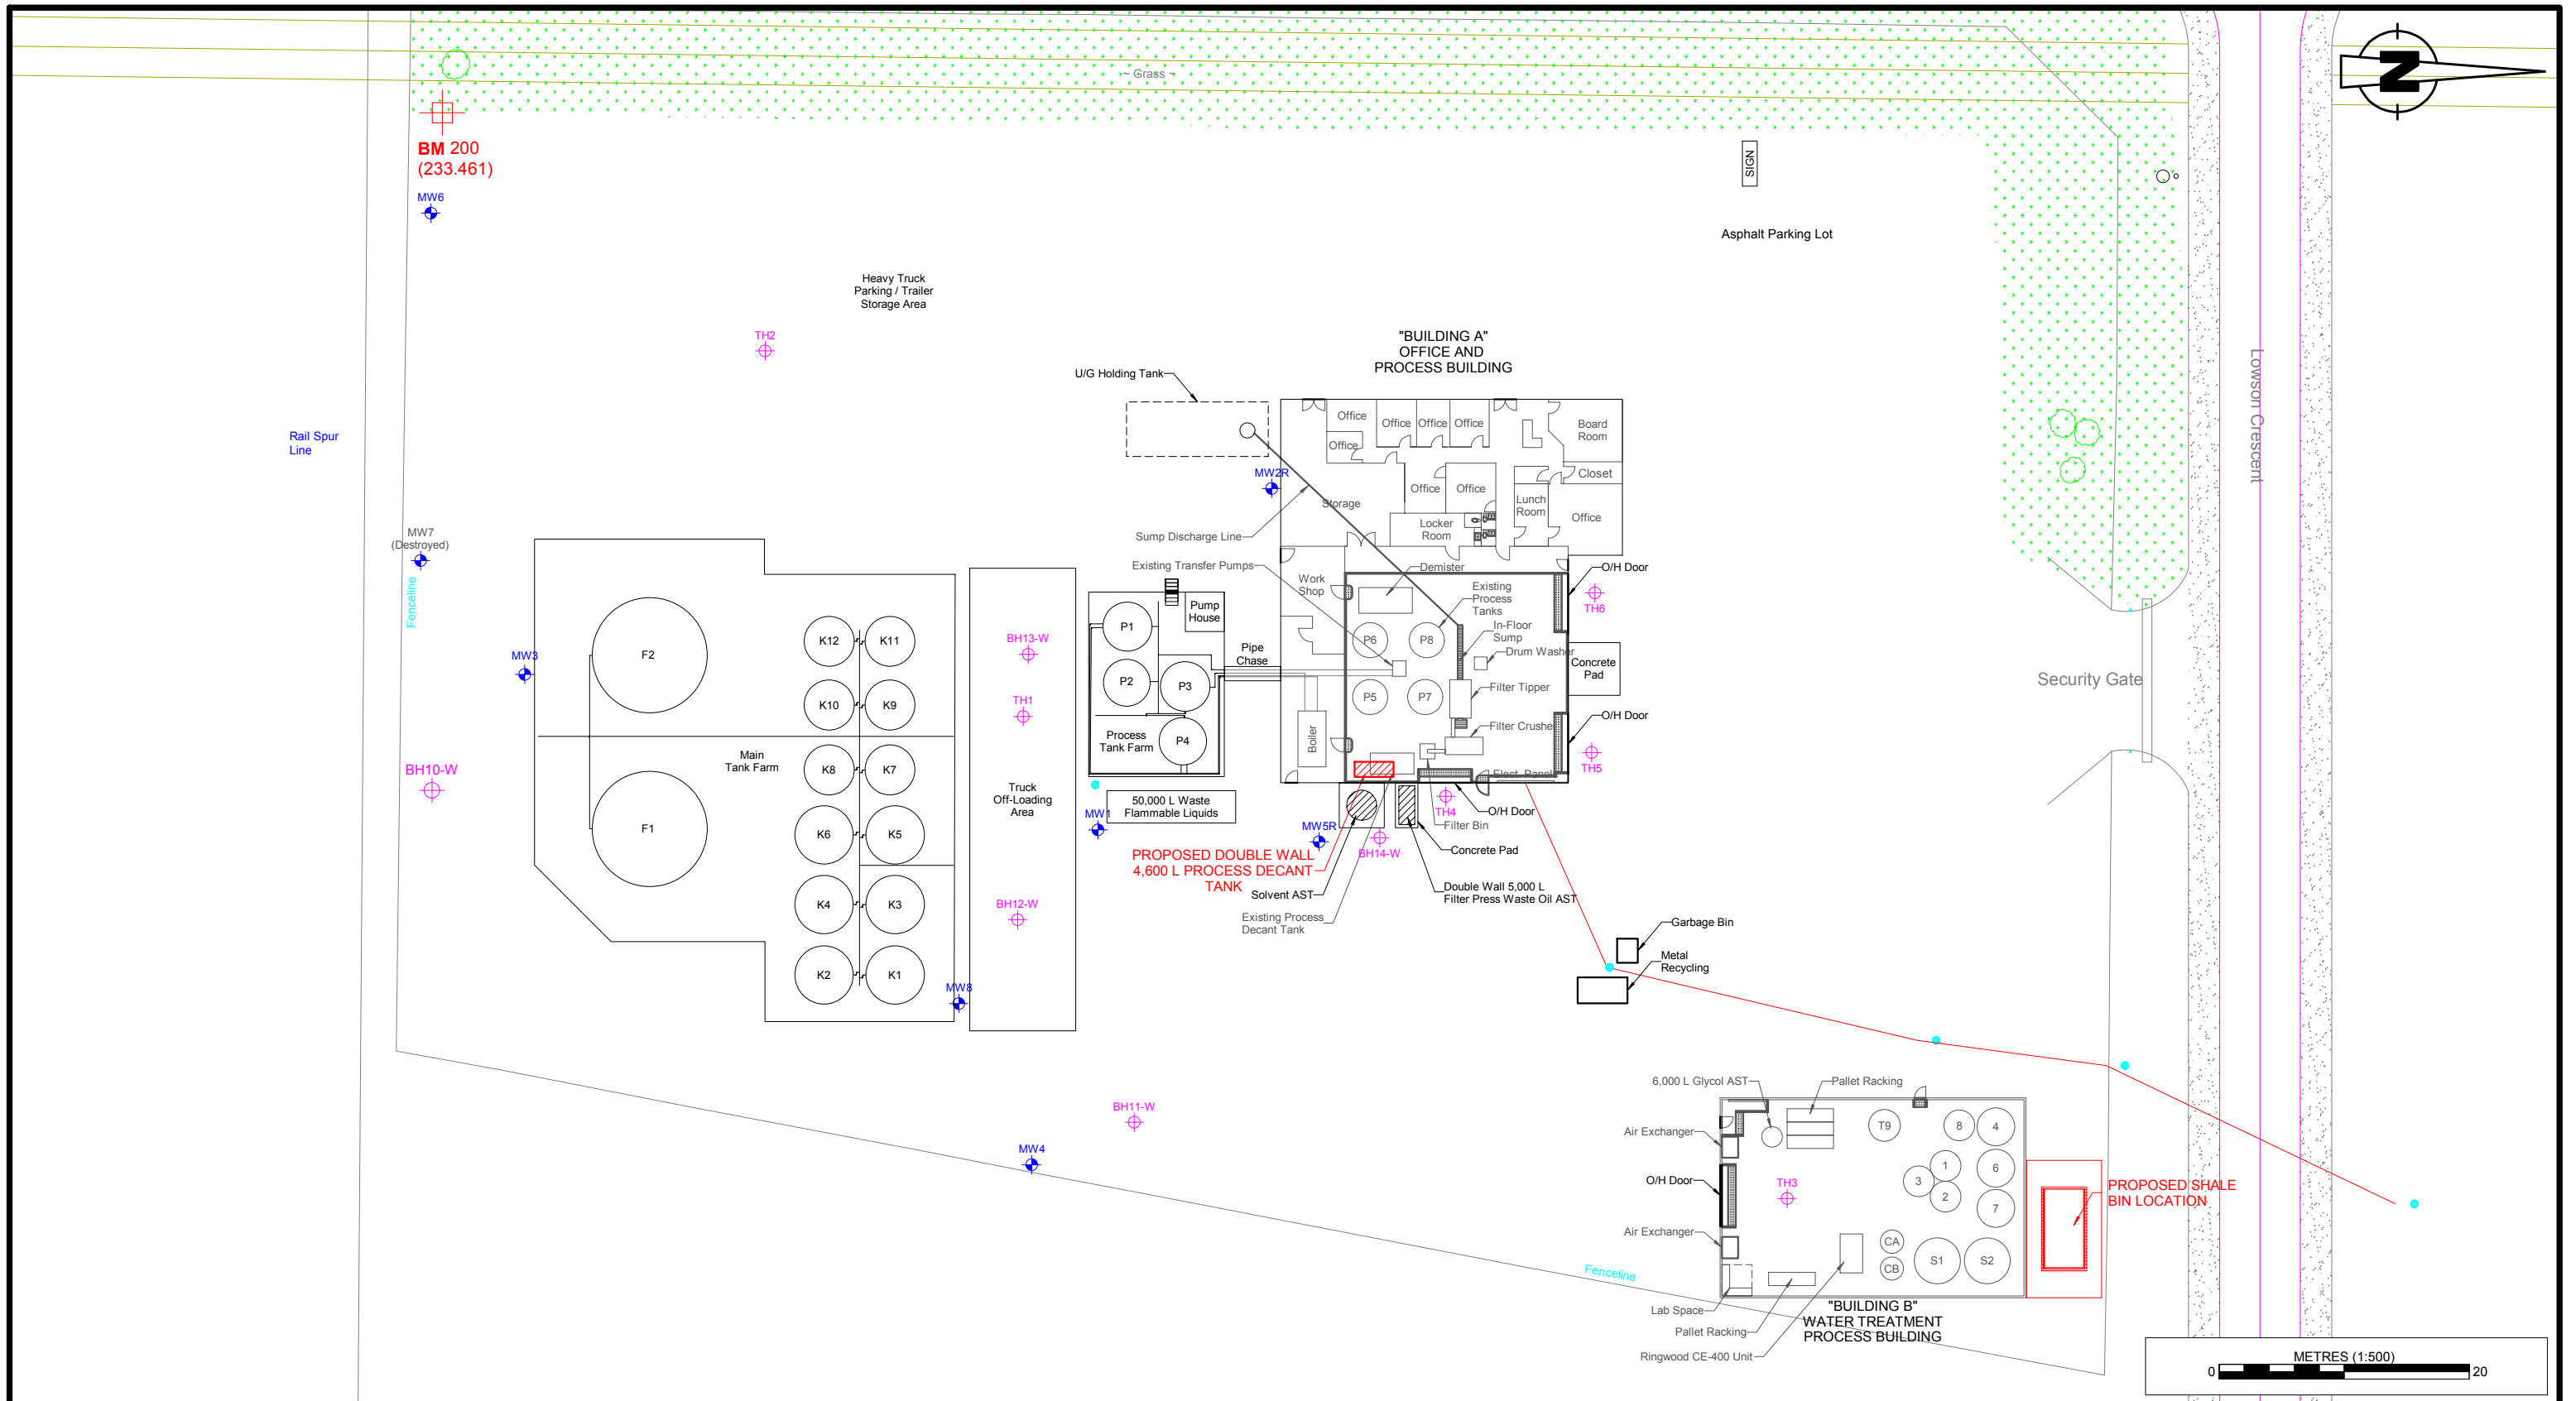 ~ Grass ~
N
BM 200
(233.461)
SIGN
MW6
Asphalt Parking Lot
Heavy Truck
Parking / Trailer
Storage Area
TH2
"BUILDING A"
OFFICE AND
PROCESS BUILDING
Lowson Crescent
U/G Holding Tank
Office
Office
Office
Office
Board
Room
Office
Rail Spur
Line
MW2R
Storage
Office
Office
Closet
Lunch
Room
Office
Locker
Room
Sump Discharge Line
MW7
(Destroyed)
Existing Transfer Pumps
Demister
O/H Door
Fenceline
Work
Shop
Existing
Process
Tanks
TH6
Pump
House
P1
In-Floor
Sump
K12
K11
BH13-W
P6
P8
F2
MW3
Pipe
Chase
Drum Washer
Concrete
Pad
Security Gate
P2
P3
K10
K9
TH1
P5
P7
Filter Tipper
O/H Door
Process
Tank Farm
P4
Filter Crushe
Boiler
Main
Tank Farm
K8
K7
TH5
BH10-W
Elect. Panel
Truck
Off-Loading
Area
50,000 L Waste
Flammable Liquids
MW1
TH4
O/H Door
Filter Bin
F1
K6
K5
MW5R
BH14-W
Concrete Pad
PROPOSED DOUBLE WALL
4,600 L PROCESS DECANT
TANK
Solvent AST
Double Wall 5,000 L
Filter Press Waste Oil AST
K4
K3
BH12-W
Existing Process
Decant Tank
Garbage Bin
Metal
Recycling
K2
K1
MW8
6,000 L Glycol AST
Pallet Racking
BH11-W
Air Exchanger
T9
8
4
MW4
1
6
O/H Door
TH3
3
2
PROPOSED SHALE
BIN LOCATION
7
Air Exchanger
CA
Fenceline
CB
S1
S2
Lab Space
"BUILDING B"
WATER TREATMENT
PROCESS BUILDING
Pallet Racking
Ringwood CE-400 Unit
METRES (1:500)
0
20